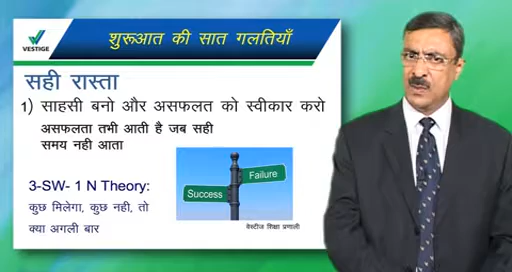 VESTIGE
शुरूआत की सात गलतियाँ
सही रास्ता
1) साहसी बनो और असफलत को स्वीकार करो
असफलता तभी आती है जब सही
समय नही आता
3-SW- 1 N Theory:
कुछ मिलेगा, कुछ नही, तो
क्या अगली बार
Failure
Success
वेस्टीज शिक्षा प्रणाली